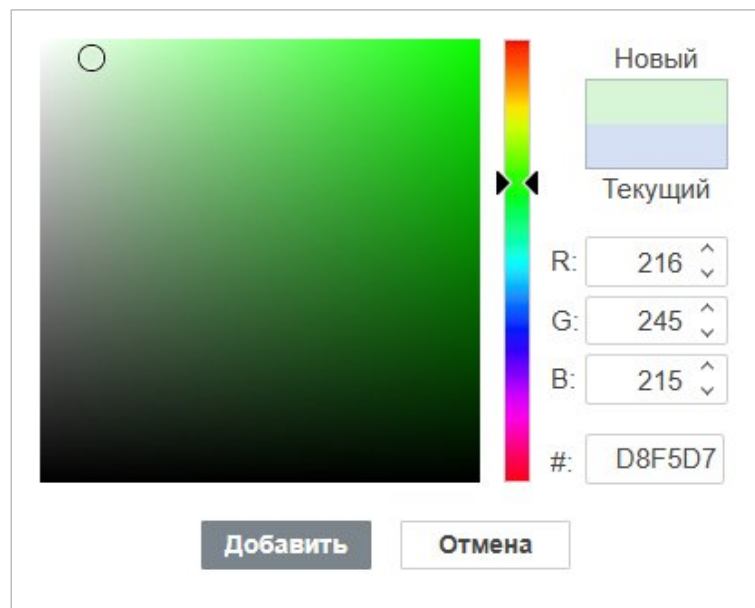 Новый
Текущий
R: 216
G: 245
B: 215
#: D8F5D7
Добавить Отмена